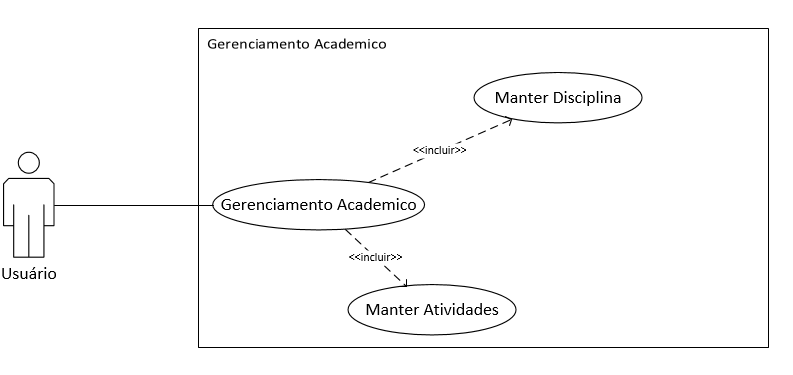 Gerenciamento Academico
Manter Disciplina
<<incluir>>
Gerenciamento Academico
Usuário
<<incluir>>
Manter Atividades